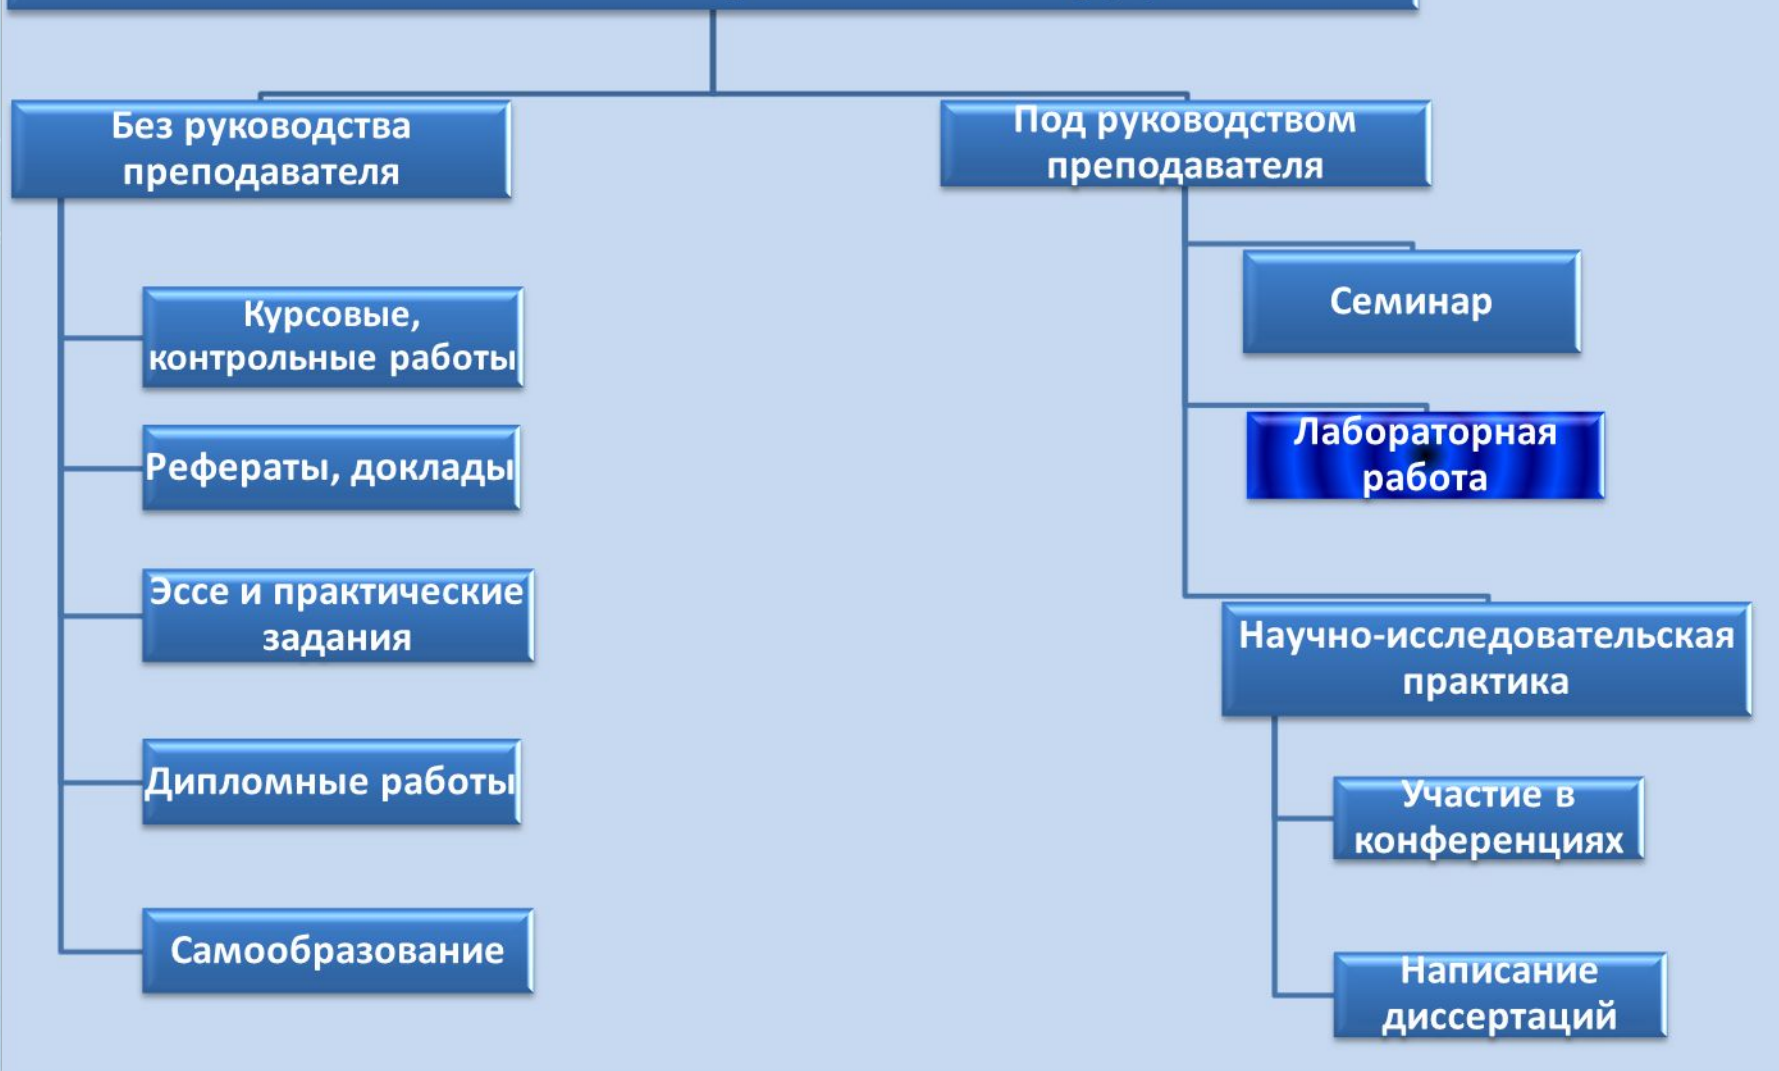 Без руководства
преподавателя
Курсовые,
контрольные работы
Рефераты, доклады
Эссе и практические
задания
Дипломные работы
Самообразование
Под руководством
преподавателя
Семинар
Лабораторная
работа
Научно-исследовательская
практика
Участие в
конференциях
Написание
диссертаций